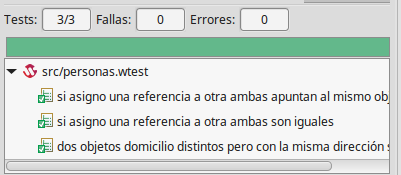 Tests: 3/3 Fallas: 0 Errores: 0
src/personas.wtest
si asigno una referencia a otra ambas apuntan al mismo
si asigno una referencia a otra ambas son iguales
dos objetos domicilio distintos pero con la misma dirección